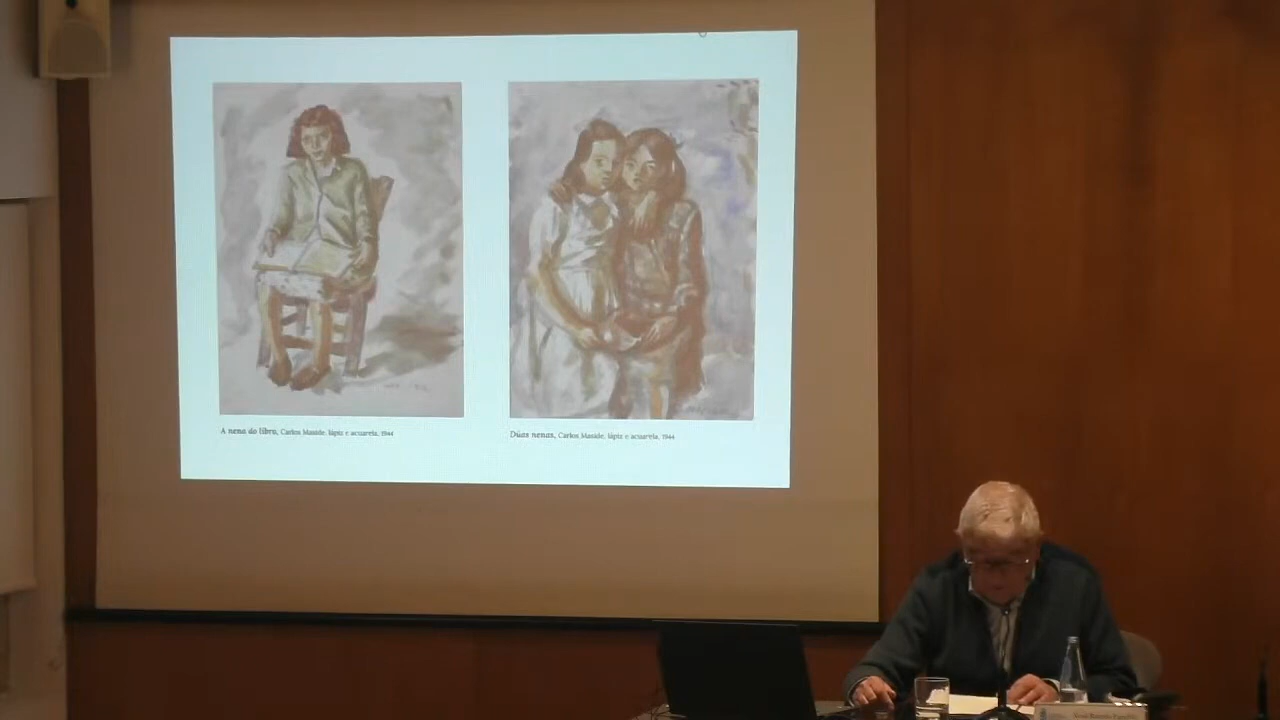 A nena do libro, Carlos Maside, lápiz e acuarela, 1944
Dúas nenas, Carlos Maside, lápiz e acuarela, 1944